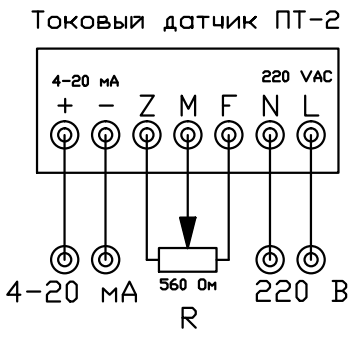 Токовый датчик ПТ-2
4-20 мА 220 VAC
+ - Z M F N L
560 Ом
4-20 мА 220 В
R